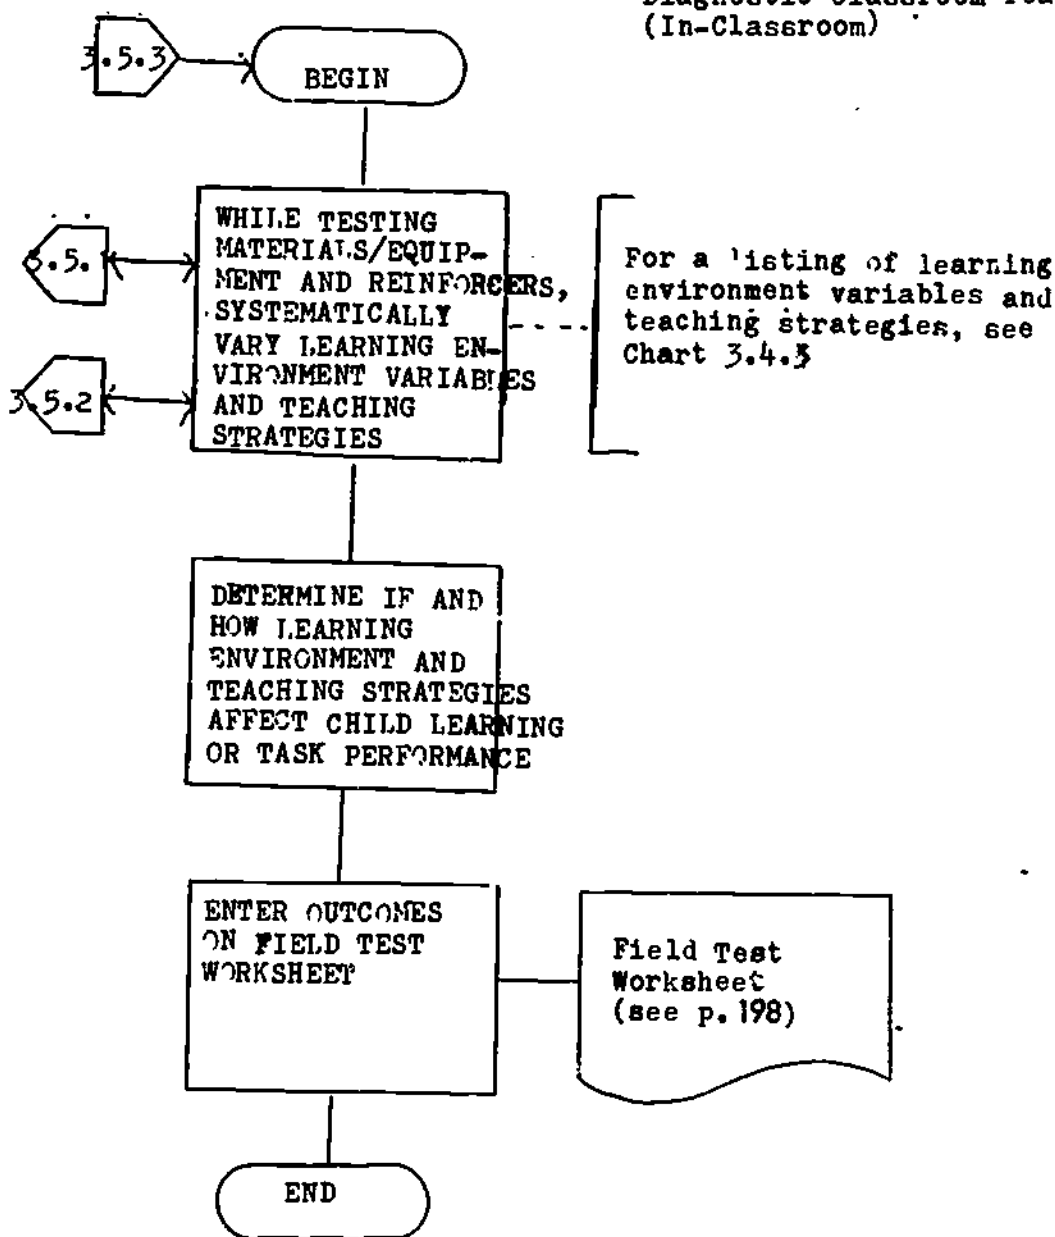 (In-Classroom)
3.5.3
BEGIN
WHILE TESTING
MATERIALS/EQUIP-
MENT AND REINFORCERS,
SYSTEMATICALLY
VARY LEARNING EN-
VIRONMENT VARIABLES
AND TEACHING
STRATEGIES
3.5.
3.5.2
For a listing of learning
environment variables and
teaching strategies, see
Chart 3.4.3
DETERMINE IF AND
HOW LEARNING
ENVIRONMENT AND
TEACHING STRATEGIES
AFFECT CHILD LEARNING
OR TASK PERFORMANCE
ENTER OUTCOMES
ON FIELD TEST
WORKSHEET
Field Test
Worksheet
(see p. 198)
END